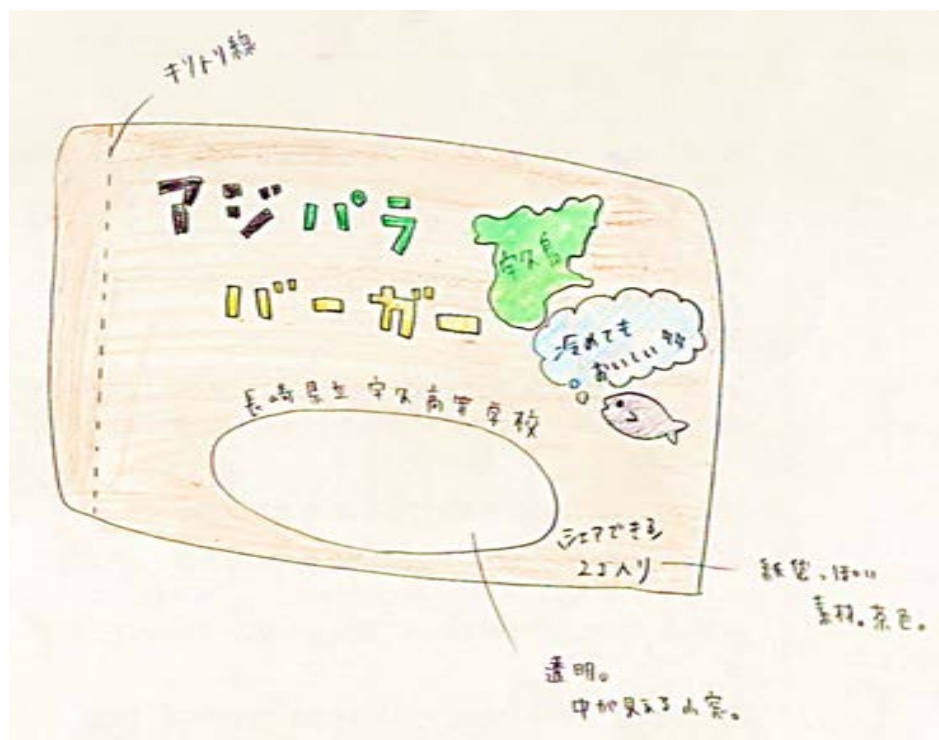 キリトリ線
アジパラ
バーガー
宇久島
冷めても
おいしい
長崎県立 宇久高等学校
シェアできる
2コ入り
紙袋っぽい
素材。茶色。
透明。
中が見える小窓。